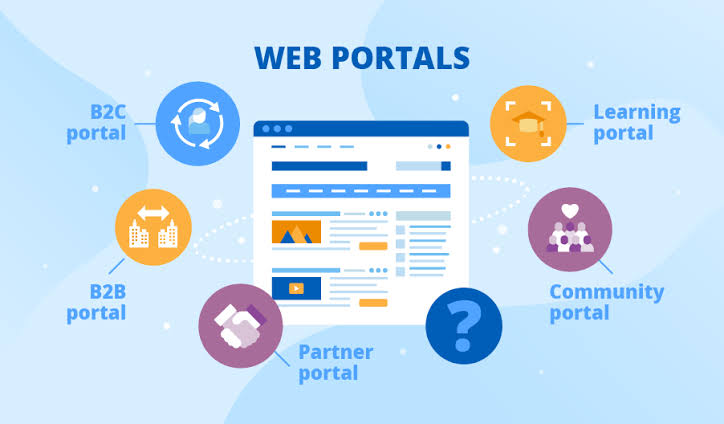 WEB PORTALS
B2C
portal
Learning
portal
B2B
portal
Community
portal
Partner
portal
?